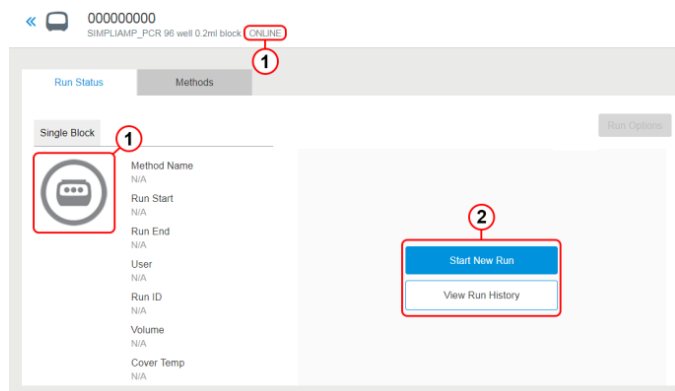 000000000
SIMPLIAMP_PCR 96 well 0.2ml block ONLINE
1
Run Status
Methods
Single Block
Run Options
1
Method Name
N/A
Run Start
N/A
Run End
N/A
User
N/A
Run ID
N/A
Volume
N/A
Cover Temp
N/A
2
Start New Run
View Run History